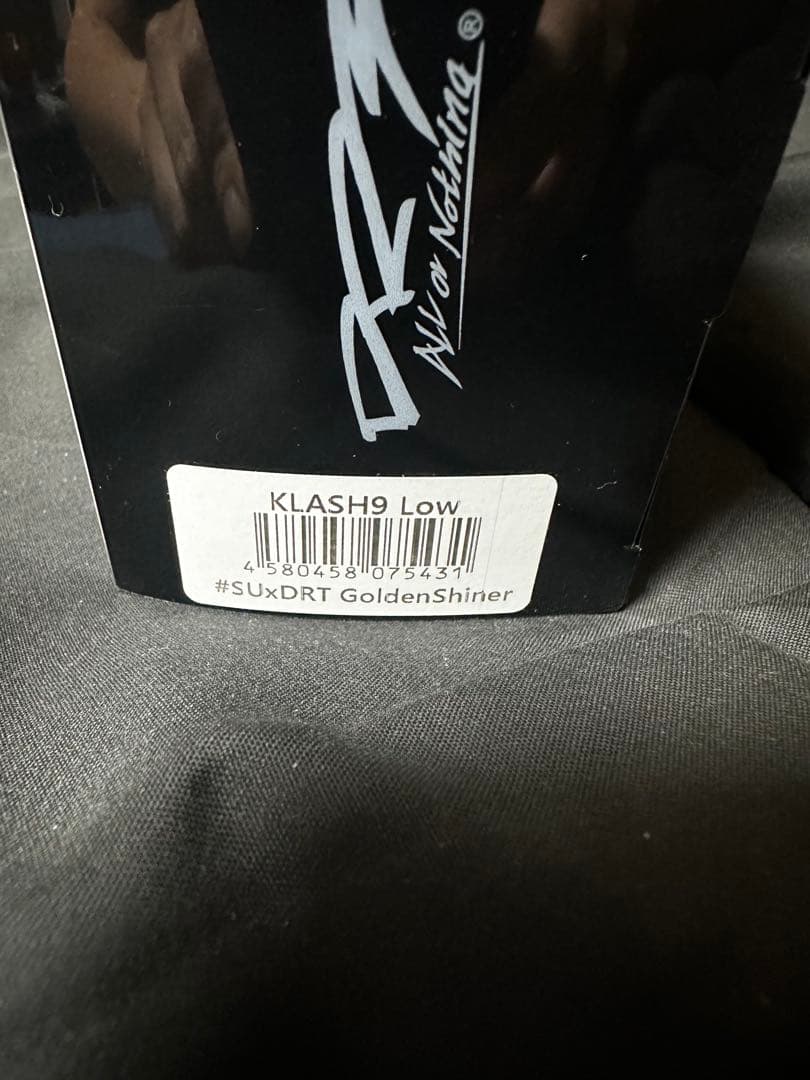 All or Nothing®
KLASH9 Low
4 580458 075431
#SUxDRT GoldenShiner